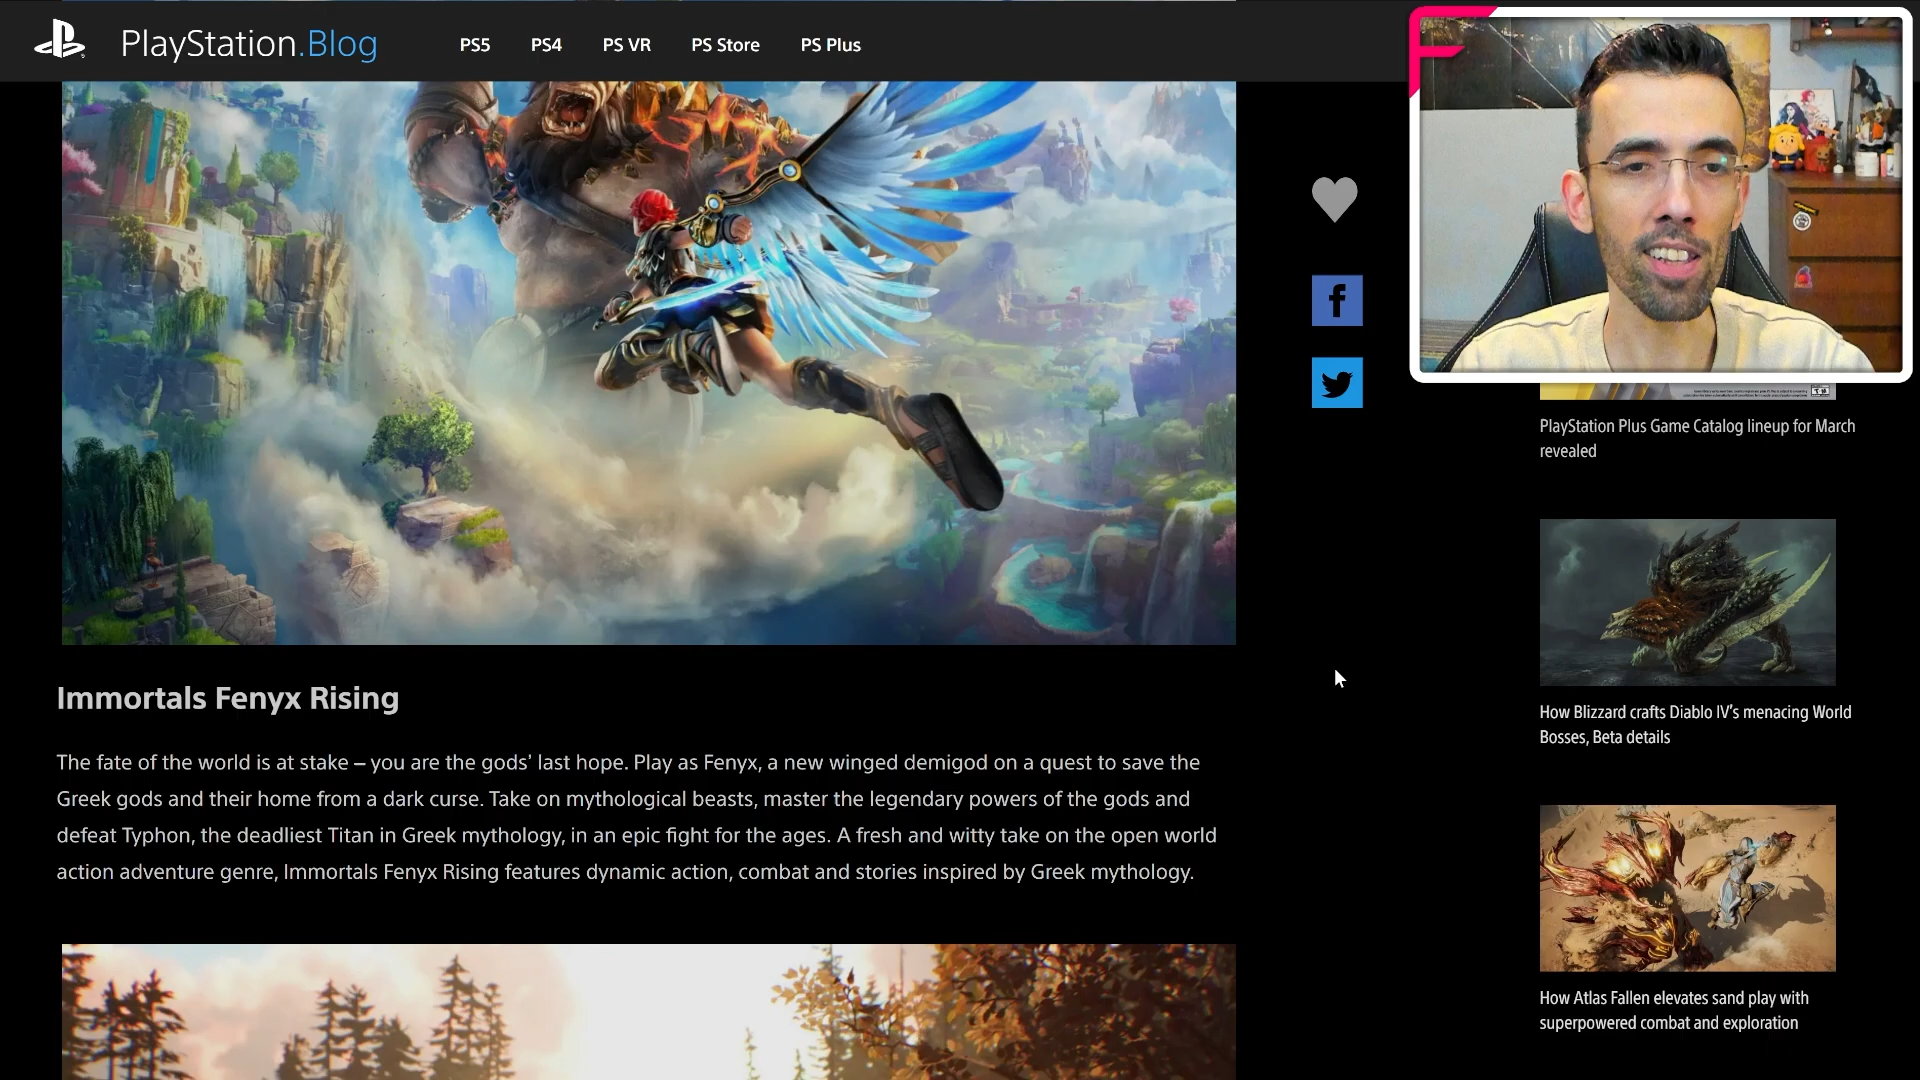 PlayStation.Blog
PS5
PS4
PS VR
PS Store
PS Plus
PlayStation Plus Game Catalog lineup for March
revealed
Immortals Fenyx Rising
The fate of the world is at stake – you are the gods' last hope. Play as Fenyx, a new winged demigod on a quest to save the
Greek gods and their home from a dark curse. Take on mythological beasts, master the legendary powers of the gods and
defeat Typhon, the deadliest Titan in Greek mythology, in an epic fight for the ages. A fresh and witty take on the open world
action adventure genre, Immortals Fenyx Rising features dynamic action, combat and stories inspired by Greek mythology.
How Blizzard crafts Diablo IV's menacing World
Bosses, Beta details
How Atlas Fallen elevates sand play with
superpowered combat and exploration